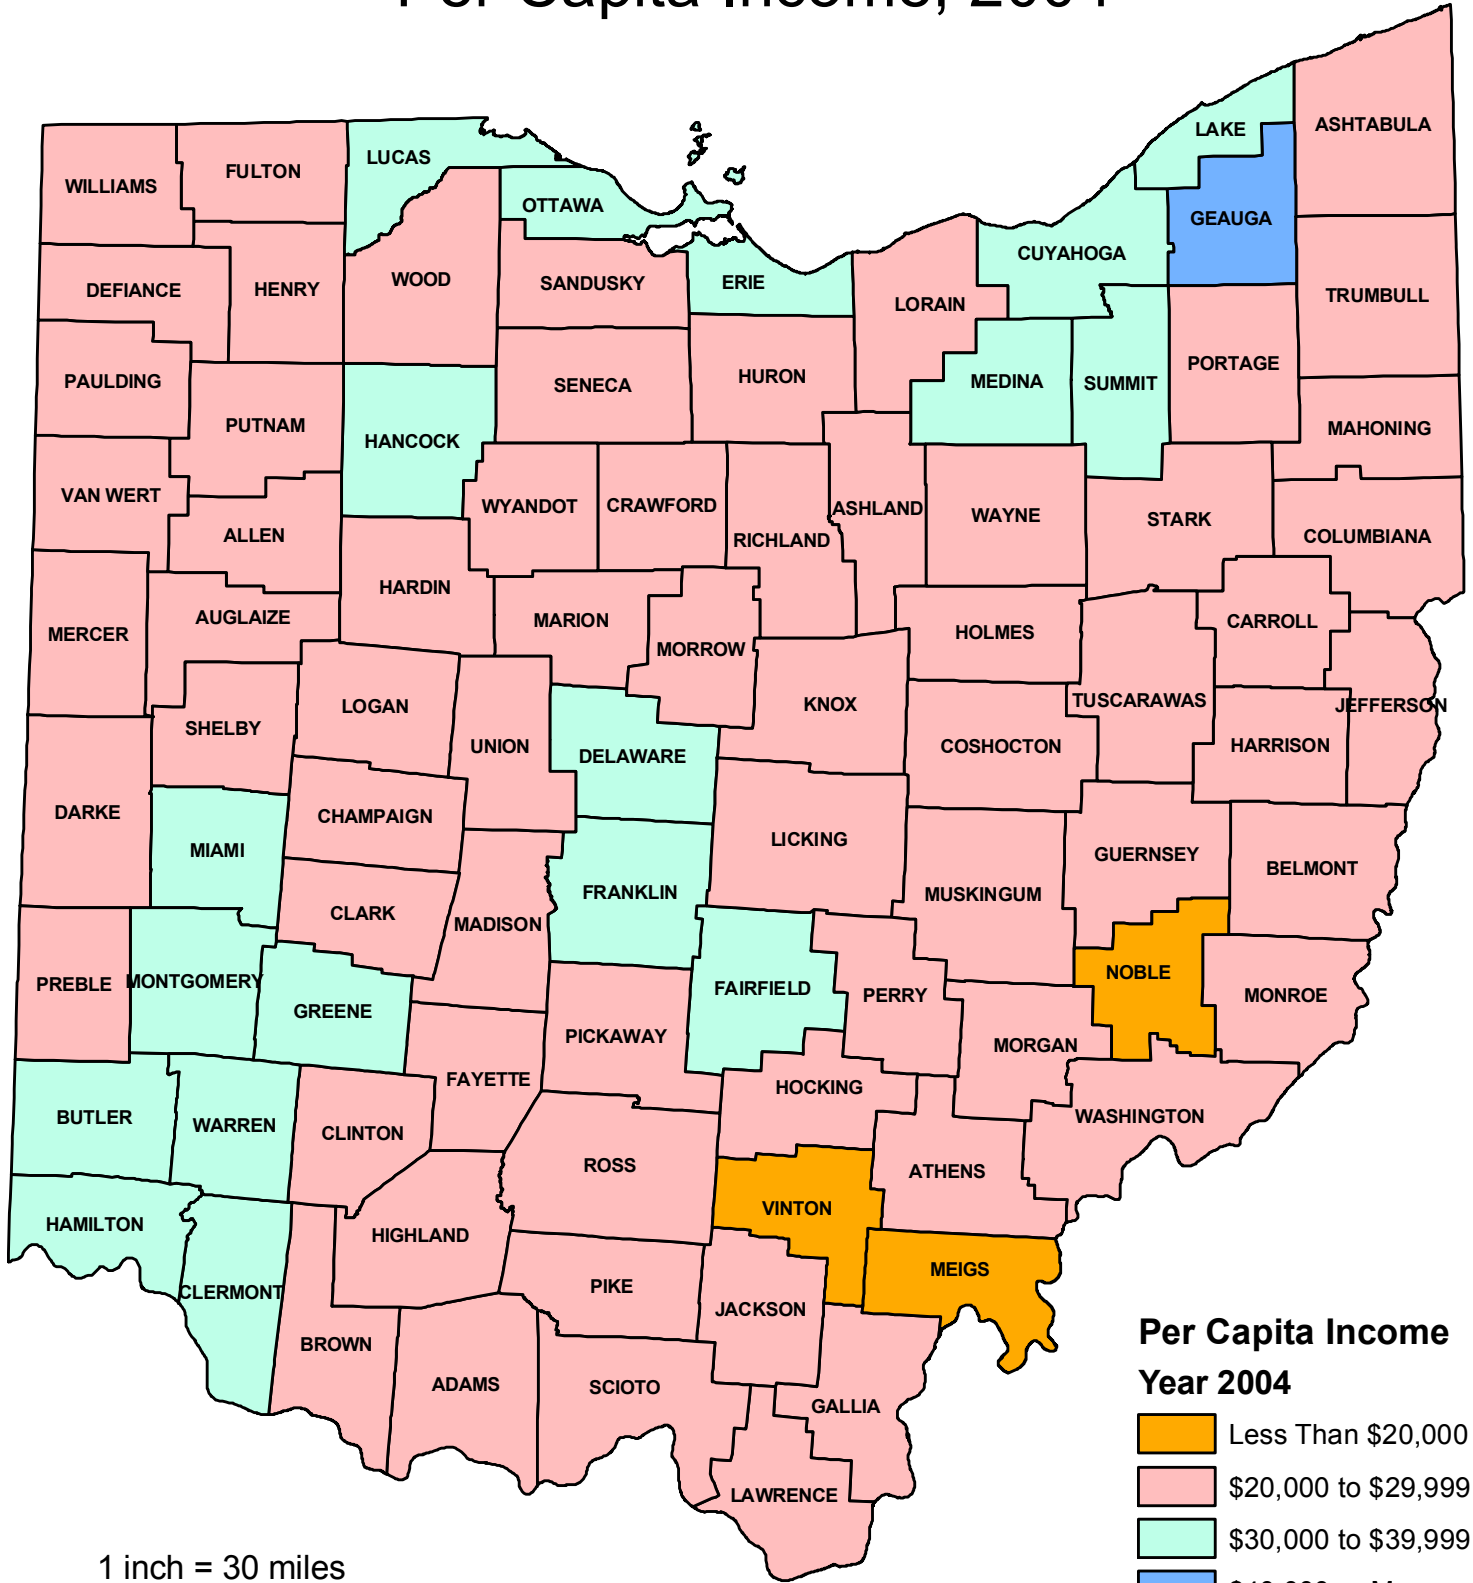 Per Capita Income, 2004
LAKE
ASHTABULA
LUCAS
FULTON
WILLIAMS
OTTAWA
GEAUGA
CUYAHOGA
WOOD
SANDUSKY
ERIE
DEFIANCE
HENRY
LORAIN
TRUMBULL
PORTAGE
PAULDING
SENECA
HURON
MEDINA
SUMMIT
PUTNAM
HANCOCK
MAHONING
VAN WERT
WYANDOT
CRAWFORD
ASHLAND
WAYNE
STARK
ALLEN
RICHLAND
COLUMBIANA
HARDIN
AUGLAIZE
MARION
CARROLL
MERCER
HOLMES
MORROW
LOGAN
KNOX
TUSCARAWAS
JEFFERSON
SHELBY
UNION
COSHOCTON
HARRISON
DELAWARE
DARKE
CHAMPAIGN
LICKING
MIAMI
GUERNSEY
BELMONT
FRANKLIN
MUSKINGUM
CLARK
MADISON
NOBLE
PREBLE
MONTGOMERY
FAIRFIELD
PERRY
MONROE
GREENE
PICKAWAY
MORGAN
FAYETTE
HOCKING
BUTLER
WARREN
CLINTON
WASHINGTON
ROSS
ATHENS
VINTON
HAMILTON
HIGHLAND
MEIGS
CLERMONT
PIKE
JACKSON
BROWN
ADAMS
SCIOTO
GALLIA
LAWRENCE
Per Capita Income
Year 2004
Less Than $20,000
$20,000 to $29,999
$30,000 to $39,999
1 inch = 30 miles